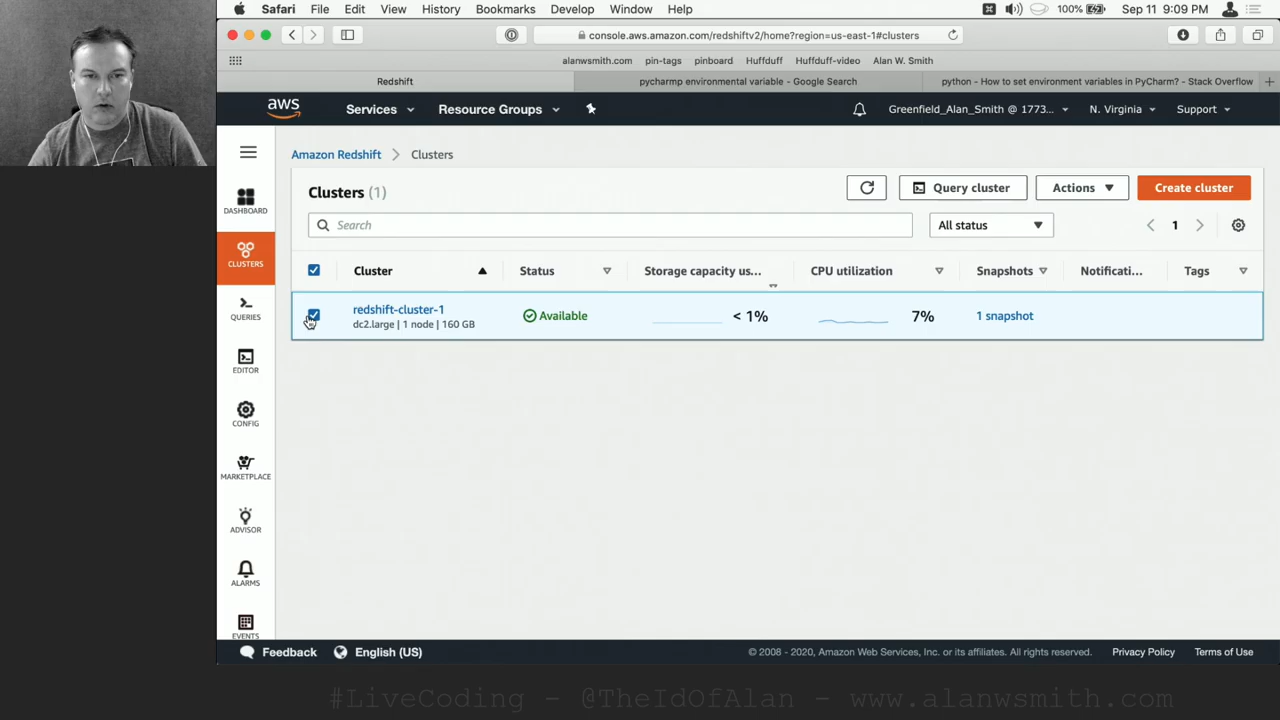 Safari File Edit View History Bookmarks Develop Window Help 100% Sep 11 9:09 PM
console.aws.amazon.com/redshiftv2/home?region=us-east-1#clusters
alanwsmith.com pin-tags pinboard Huffduff Huffduff-video Alan W. Smith
Redshift pycharmp environmental variable - Google Search python - How to set environment variables in PyCharm? - Stack Overflow
aws Services Resource Groups Greenfield_Alan_Smith @ 1773... N. Virginia Support
Amazon Redshift Clusters
Clusters (1) Query cluster Actions Create cluster
Search All status 1
Cluster Status Storage capacity us... CPU utilization Snapshots Notificati... Tags
redshift-cluster-1 Available < 1% 7% 1 snapshot
dc2.large | 1 node | 160 GB
DASHBOARD
CLUSTERS
QUERIES
EDITOR
CONFIG
MARKETPLACE
ADVISOR
ALARMS
EVENTS
Feedback English (US) © 2008 - 2020, Amazon Web Services, Inc. or its affiliates. All rights reserved. Privacy Policy Terms of Use
#LiveCoding - @TheIdOfAlan - www.alanwsmith.com